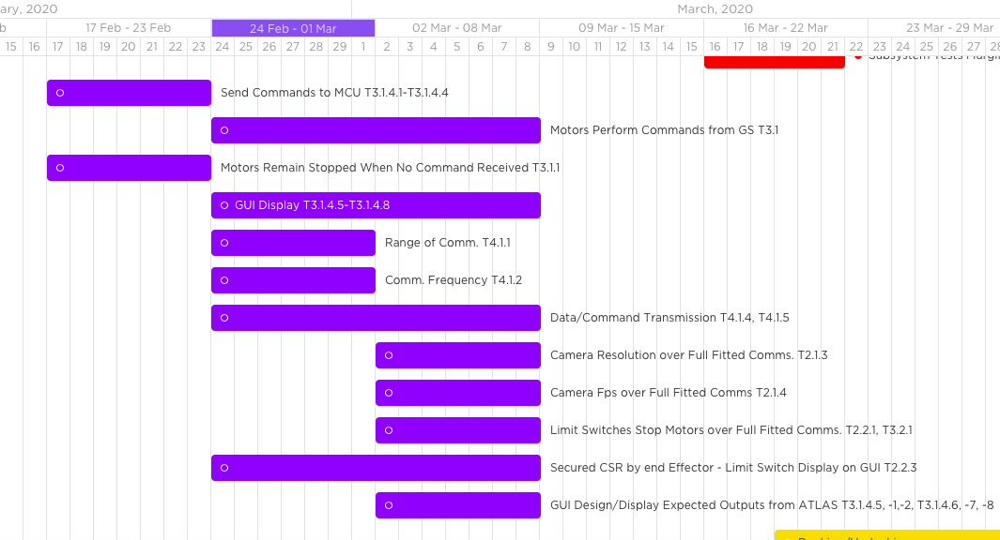 ary, 2020 March, 2020
b 17 Feb - 23 Feb 24 Feb - 01 Mar 02 Mar - 08 Mar 09 Mar - 15 Mar 16 Mar - 22 Mar 23 Mar - 29 Mar
15 16 17 18 19 20 21 22 23 24 25 26 27 28 29 1 2 3 4 5 6 7 8 9 10 11 12 13 14 15 16 17 18 19 20 21 22 23 24 25 26 27 28
Subsystem Tests Margin
Send Commands to MCU T3.1.4.1-T3.1.4.4
Motors Perform Commands from GS T3.1
Motors Remain Stopped When No Command Received T3.1.1
GUI Display T3.1.4.5-T3.1.4.8
Range of Comm. T4.1.1
Comm. Frequency T4.1.2
Data/Command Transmission T4.1.4, T4.1.5
Camera Resolution over Full Fitted Comms. T2.1.3
Camera Fps over Full Fitted Comms T2.1.4
Limit Switches Stop Motors over Full Fitted Comms. T2.2.1, T3.2.1
Secured CSR by end Effector - Limit Switch Display on GUI T2.2.3
GUI Design/Display Expected Outputs from ATLAS T3.1.4.5, -1,-2, T3.1.4.6, -7, -8